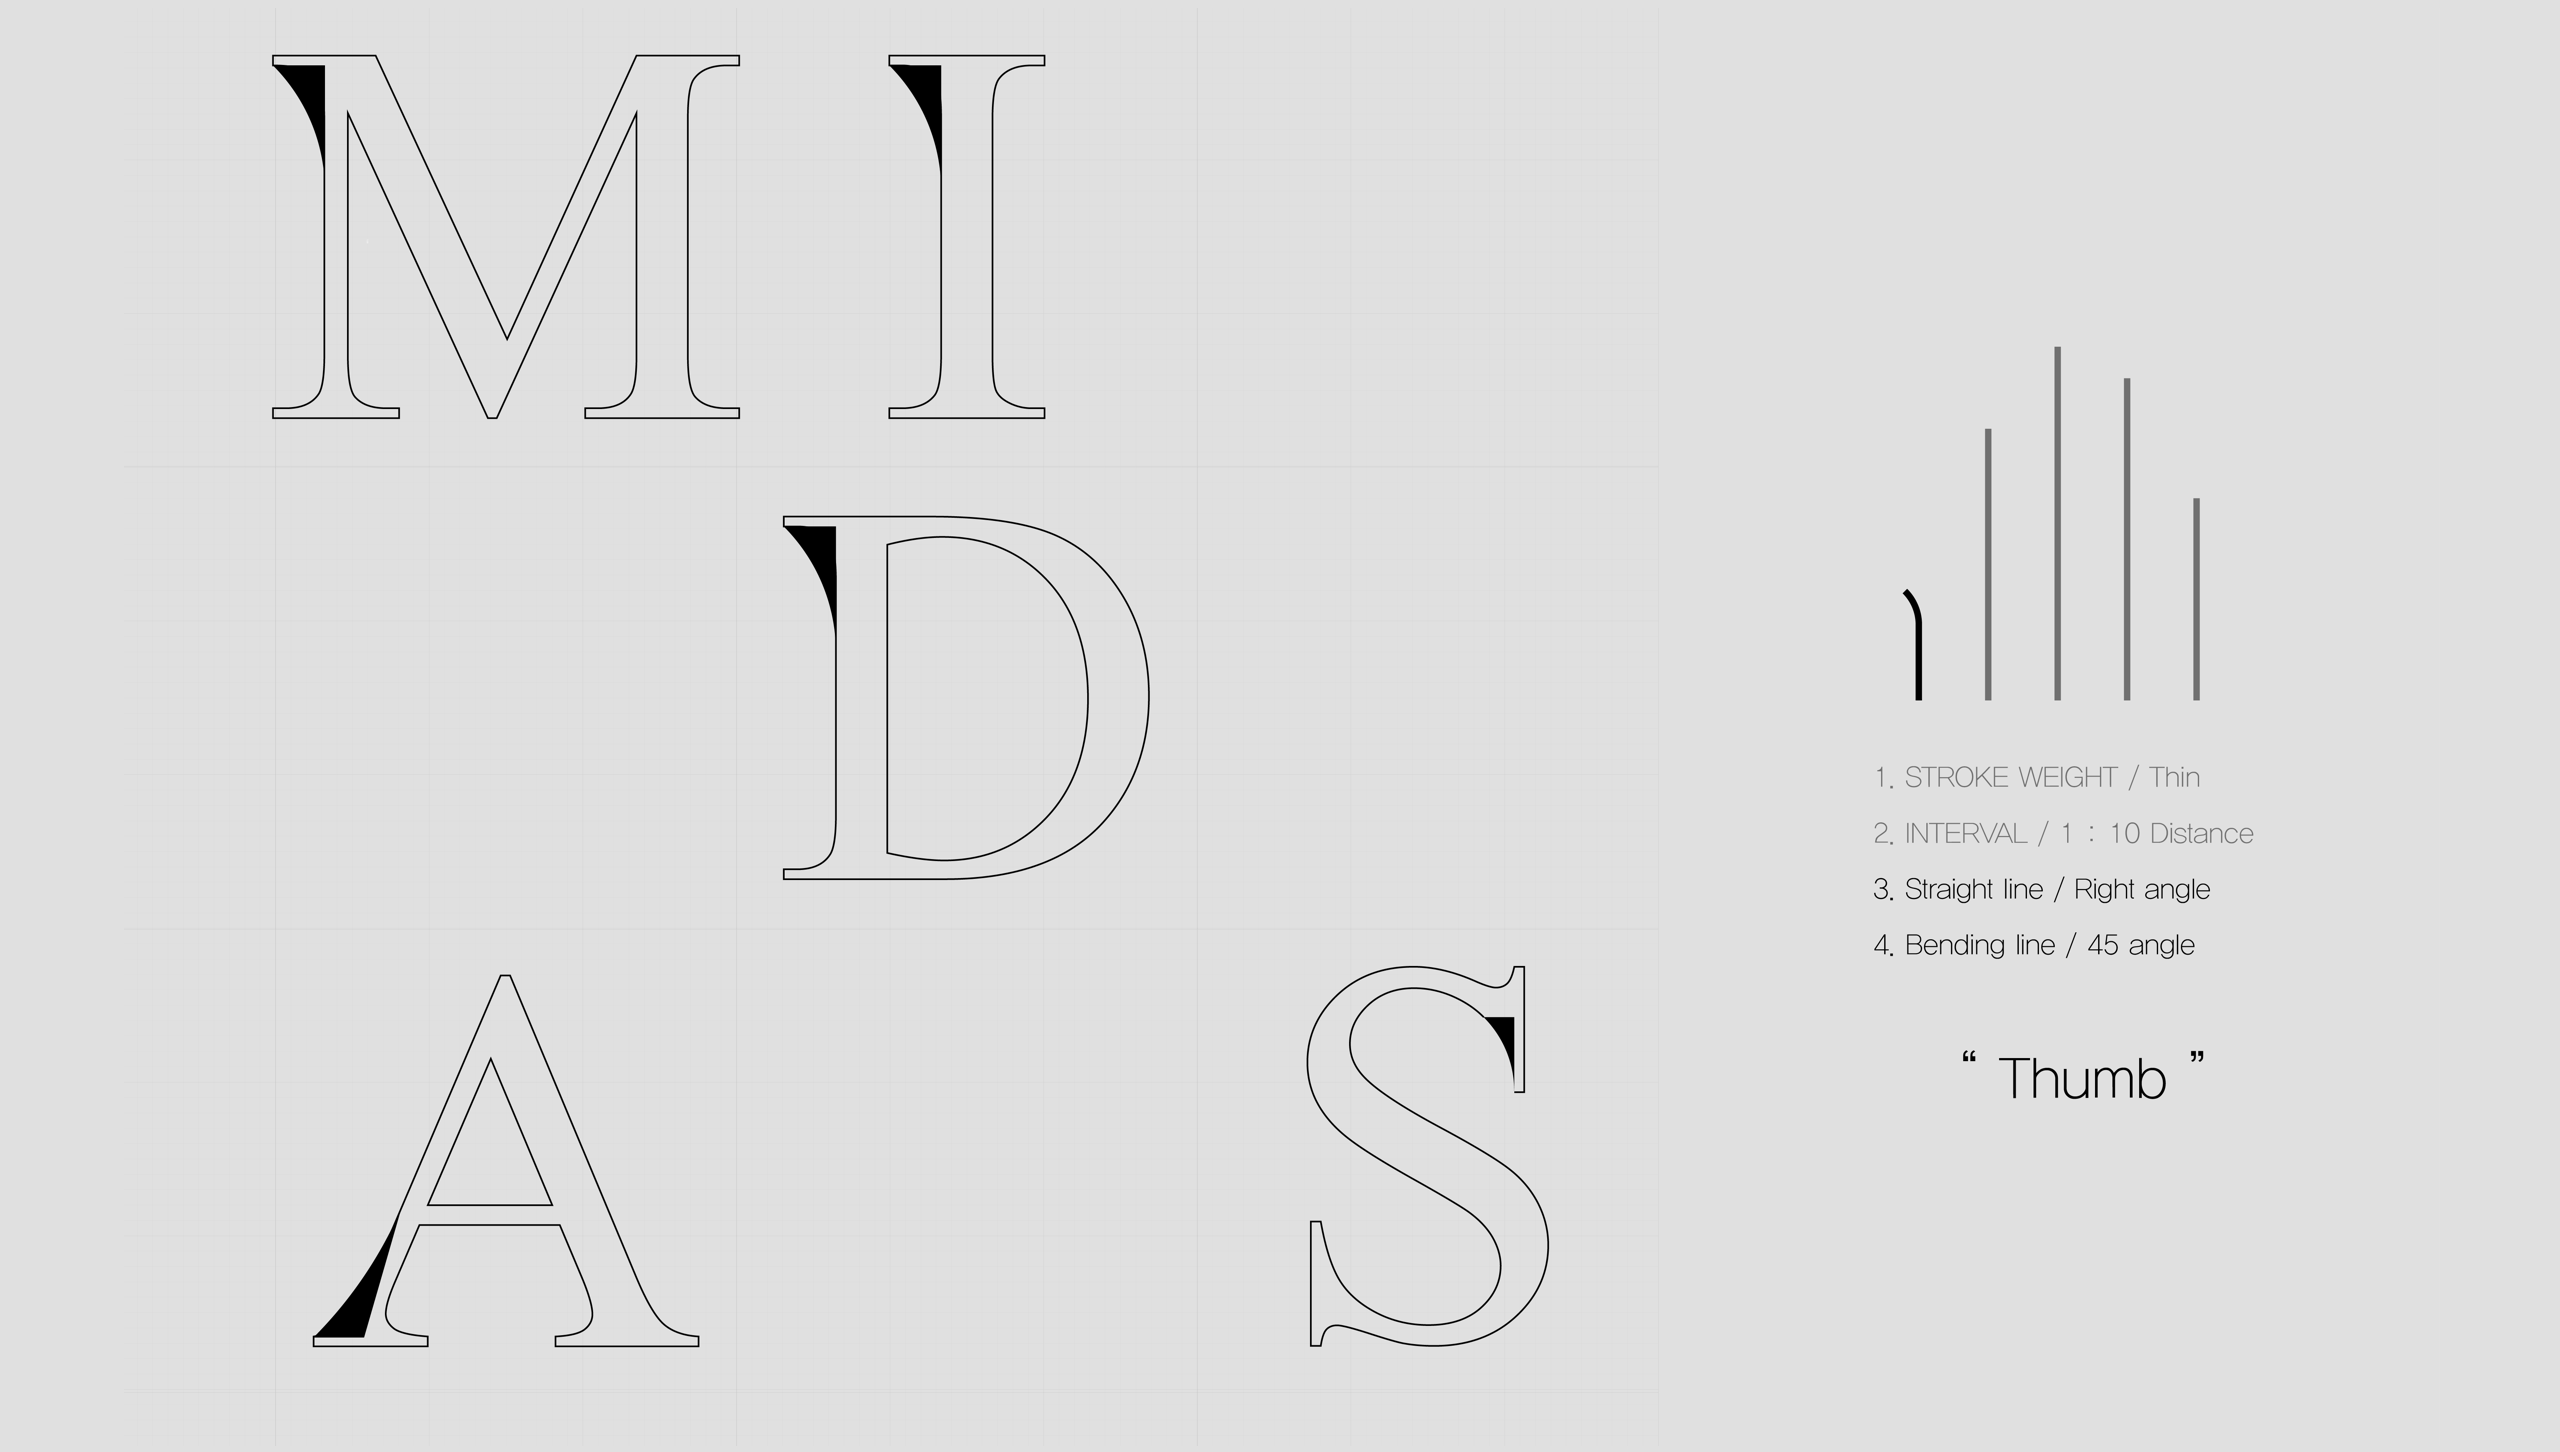 M I
D
A S
1. STROKE WEIGHT / Thin
2. INTERVAL / 1 : 10 Distance
3. Straight line / Right angle
4. Bending line / 45 angle
“ Thumb ”